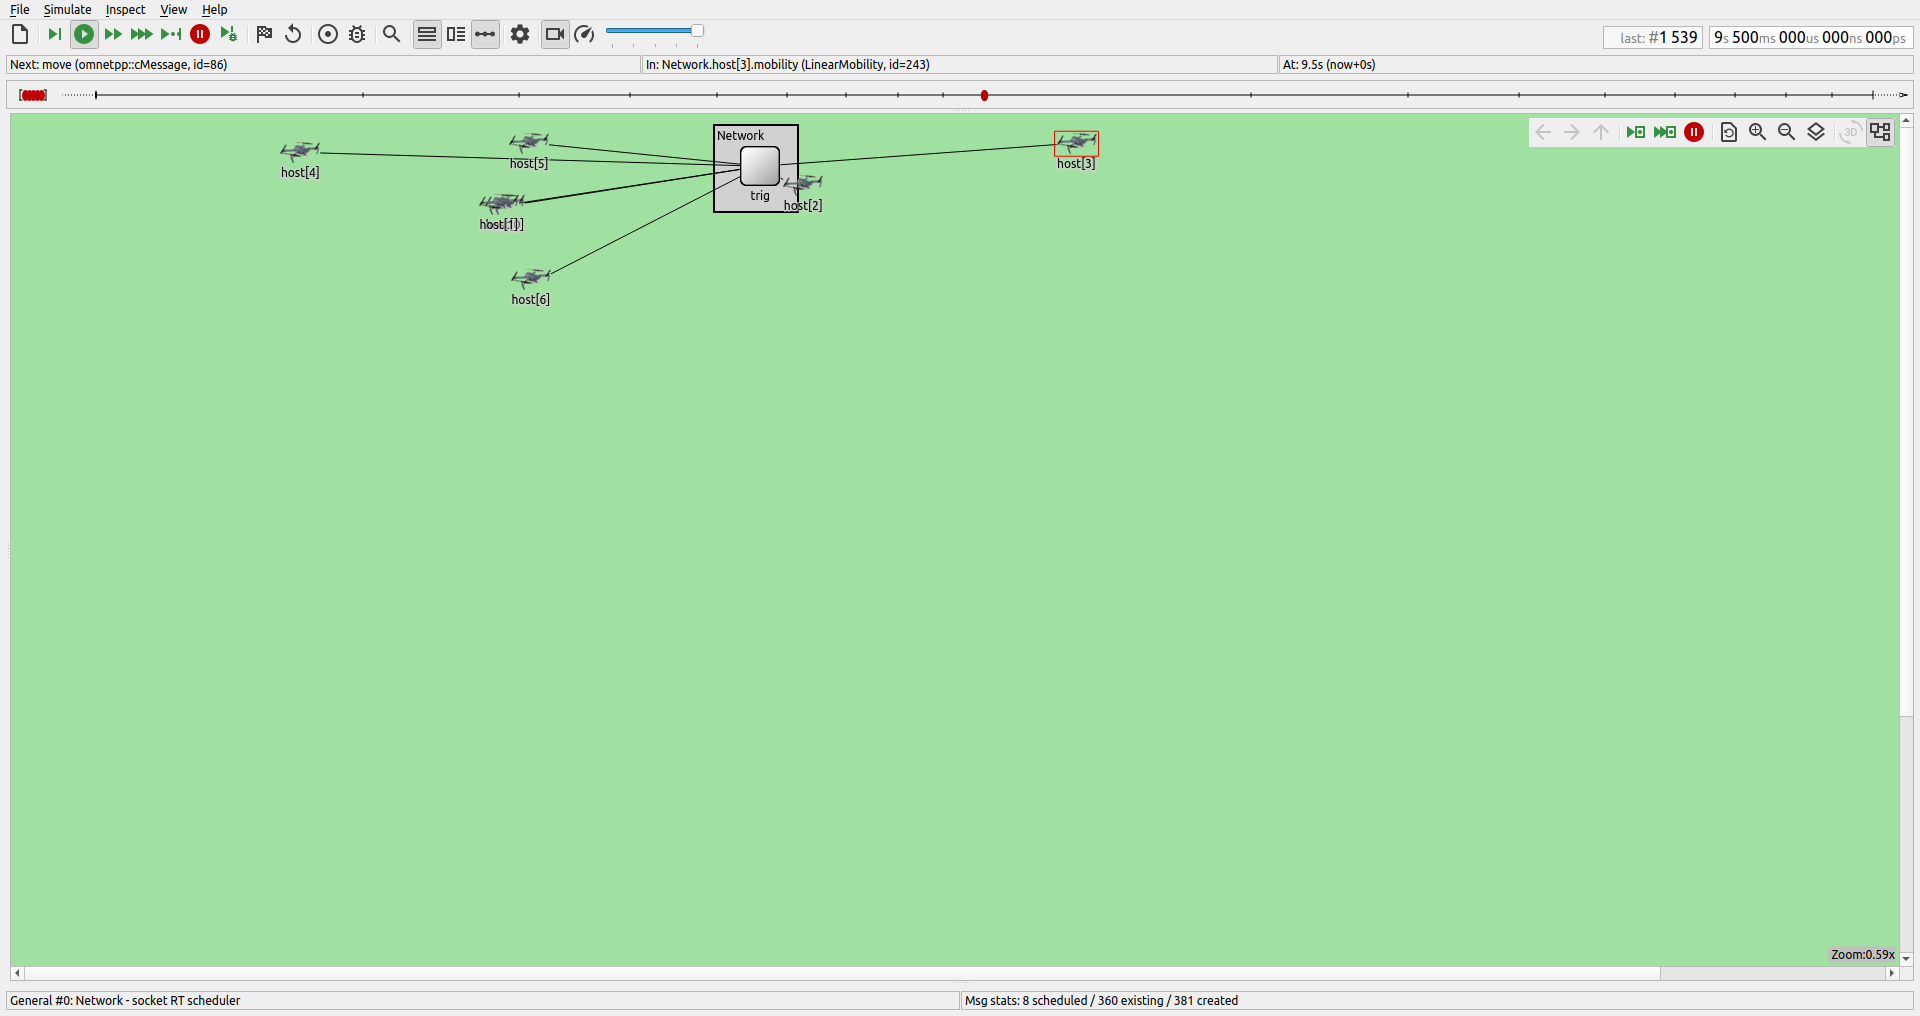 File Simulate Inspect View Help
last: #1 539 9s 500ms 000us 000ns 000ps
Next: move (omnetpp::cMessage, id=86) In: Network.host[3].mobility (LinearMobility, id=243) At: 9.5s (now+0s)
Network
3D
host[5]
host[3]
host[4]
trig
host[2]
host[1]
host[6]
Zoom:0.59x
General #0: Network - socket RT scheduler Msg stats: 8 scheduled / 360 existing / 381 created